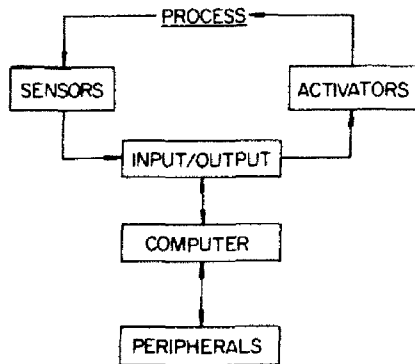 PROCESS
SENSORS
ACTIVATORS
INPUT/OUTPUT
COMPUTER
PERIPHERALS